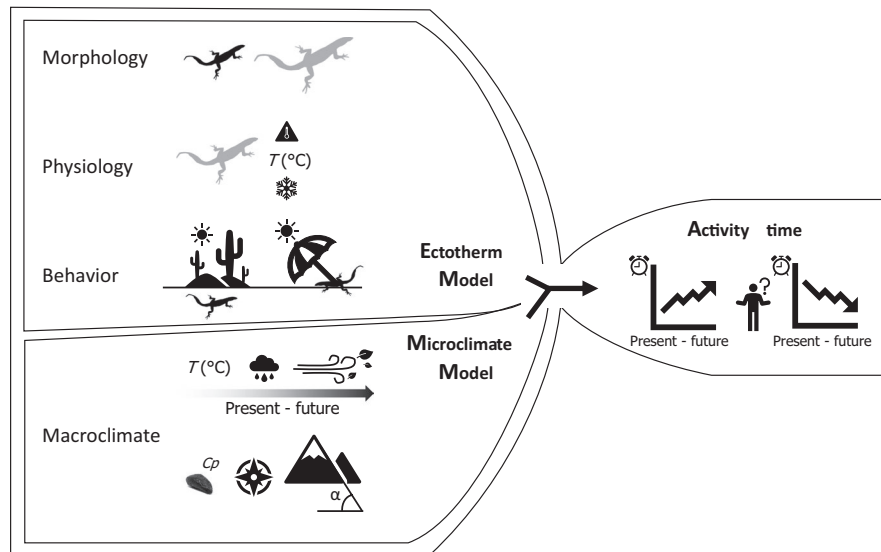 Morphology
Physiology
T (°C)
Behavior
Ectotherm
Model
Microclimate
Model
T (°C)
Present - future
Macroclimate
Cp
α
Activity time
?
Present - future
Present - future